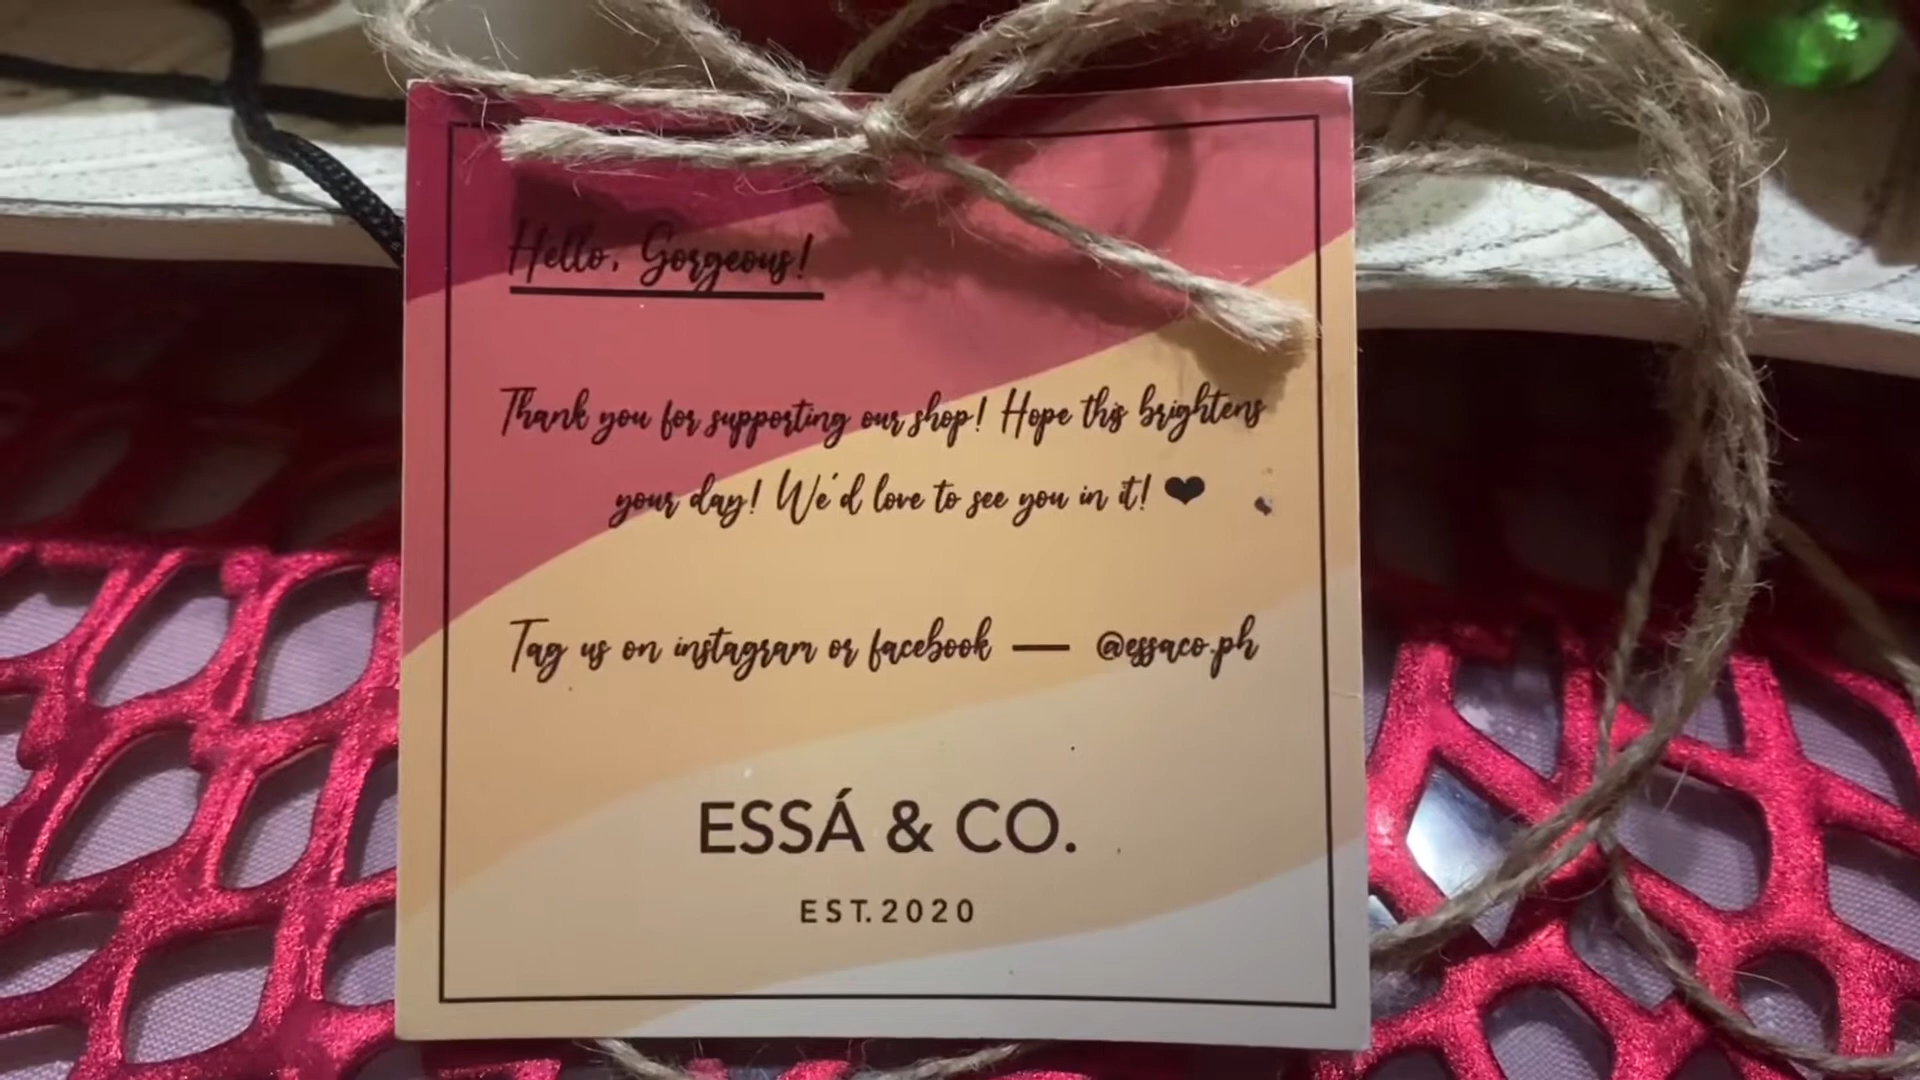 Hello, Gorgeous!
Thank you for supporting our shop! Hope this brightens
your day! We'd love to see you in it! ❤
Tag us on instagram or facebook — @essaco.ph
ESSÁ & CO.
EST.2020